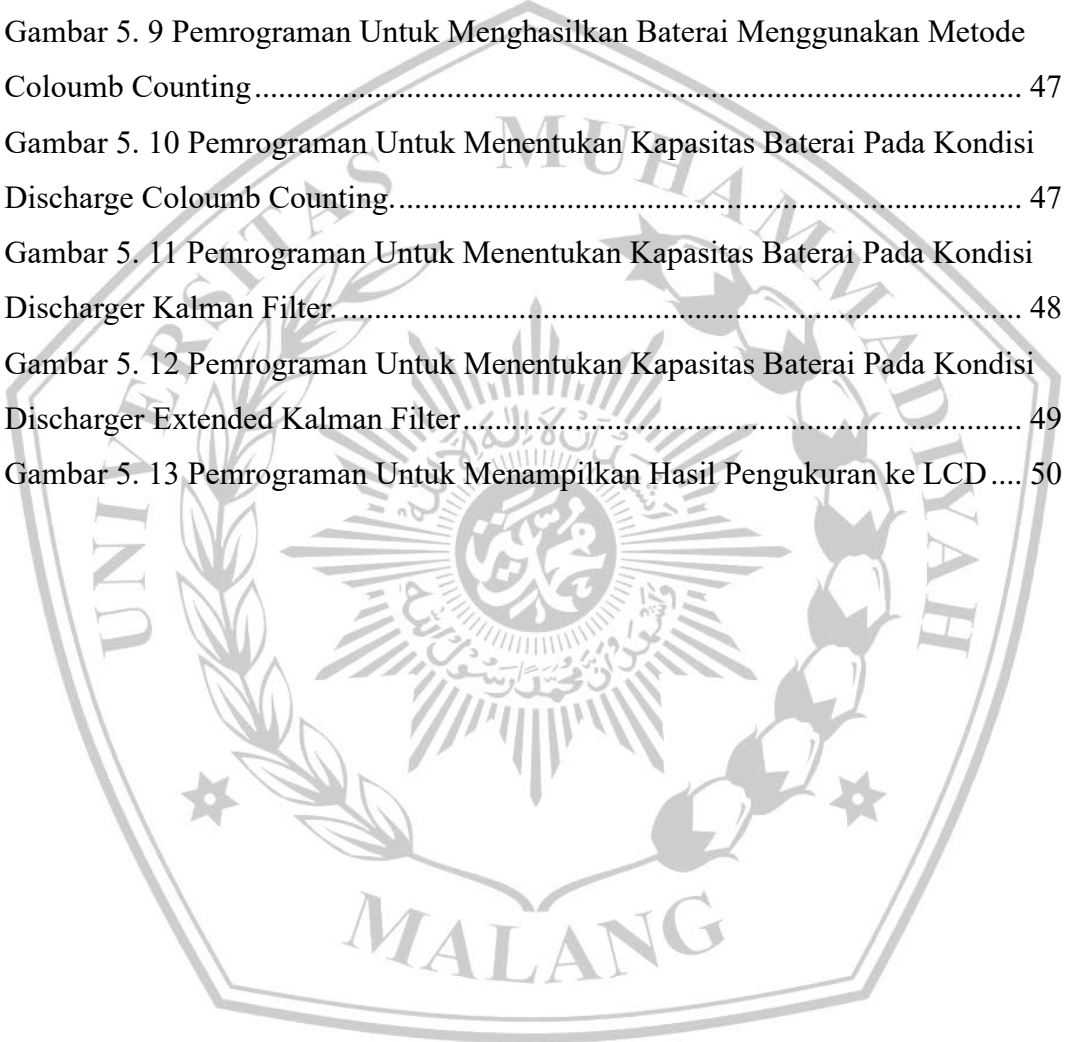 Gambar 5. 9 Pemrograman Untuk Menghasilkan Baterai Menggunakan Metode
Coloumb Counting.................................................................................................. 47
Gambar 5. 10 Pemrograman Untuk Menentukan Kapasitas Baterai Pada Kondisi
Discharge Coloumb Counting................................................................................ 47
Gambar 5. 11 Pemrograman Untuk Menentukan Kapasitas Baterai Pada Kondisi
Discharger Kalman Filter. ...................................................................................... 48
Gambar 5. 12 Pemrograman Untuk Menentukan Kapasitas Baterai Pada Kondisi
Discharger Extended Kalman Filter....................................................................... 49
Gambar 5. 13 Pemrograman Untuk Menampilkan Hasil Pengukuran ke LCD.... 50
UNIVERSITAS MUHAMMADIYAH
MALANG